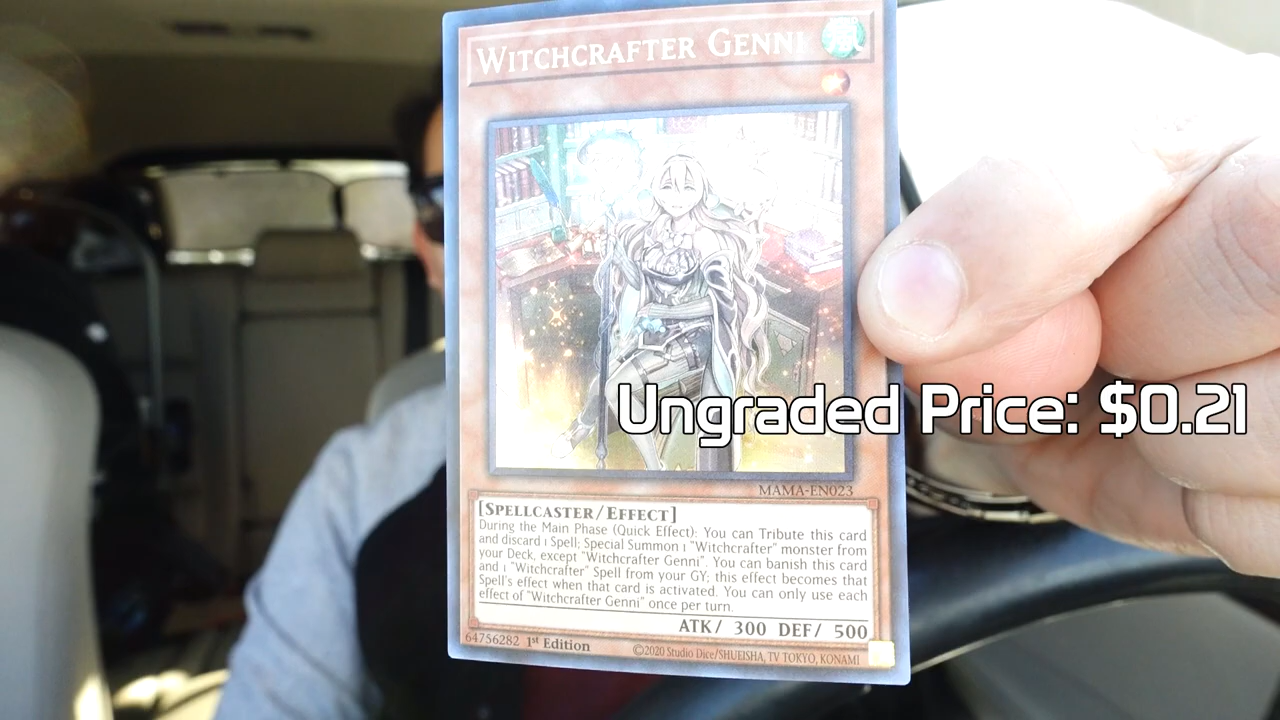 WITCHCRAFTER GENNI
Ungraded Price: $0.21
MAMA-EN023
[SPELLCASTER/EFFECT]
During the Main Phase (Quick Effect): You can Tribute this card
and discard 1 Spell; Special Summon 1 "Witchcrafter" monster from
your Deck, except "Witchcrafter Genni". You can banish this card
and 1 "Witchcrafter" Spell from your GY; this effect becomes that
Spell's effect when that card is activated. You can only use each
effect of "Witchcrafter Genni" once per turn.
ATK/ 300 DEF/ 500
64756282 1st Edition
©2020 Studio Dice/SHUEISHA, TV TOKYO, KONAMI